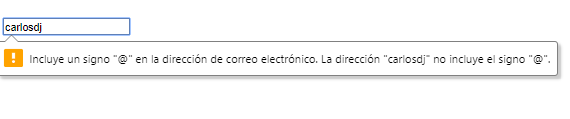 carlosdj
Incluye un signo "@" en la dirección de correo electrónico. La dirección "carlosdj" no incluye el signo "@".